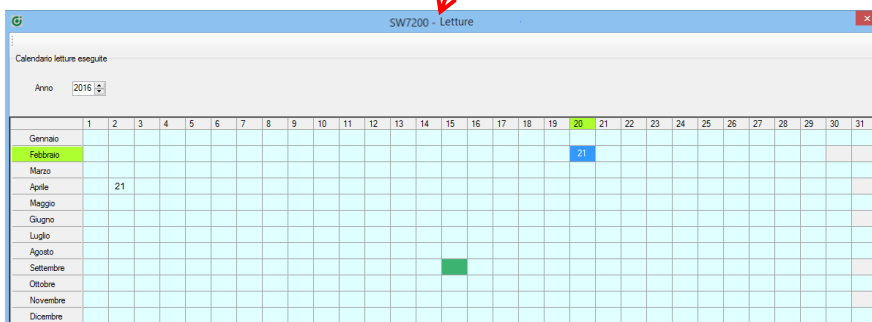 SW7200 - Letture
Calendario letture eseguite
Anno 2016
1 2 3 4 5 6 7 8 9 10 11 12 13 14 15 16 17 18 19 20 21 22 23 24 25 26 27 28 29 30 31
Gennaio
Febbraio 21
Marzo
Aprile 21
Maggio
Giugno
Luglio
Agosto
Settembre
Ottobre
Novembre
Dicembre